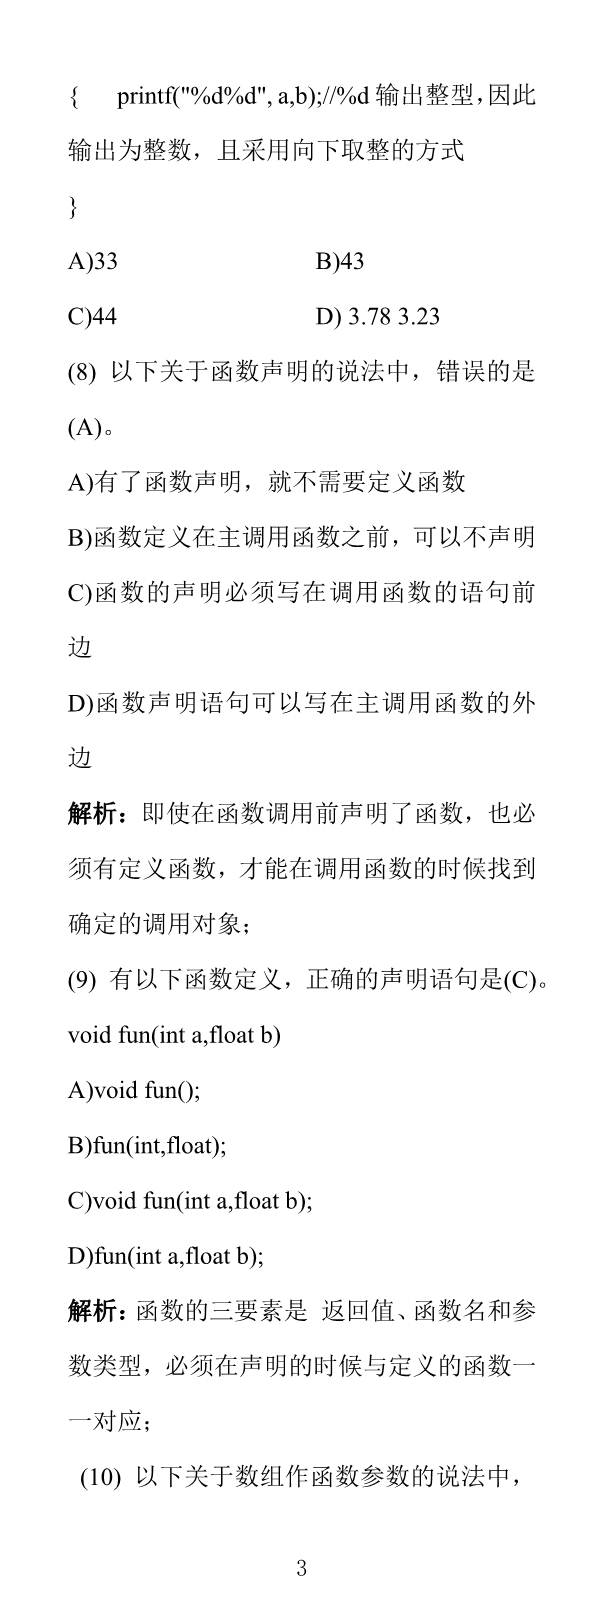 { printf("%d%d", a,b);//%d 输出整型，因此
输出为整数，且采用向下取整的方式
}
A)33 B)43
C)44 D) 3.78 3.23
(8) 以下关于函数声明的说法中，错误的是
(A)。
A)有了函数声明，就不需要定义函数
B)函数定义在主调用函数之前，可以不声明
C)函数的声明必须写在调用函数的语句前
边
D)函数声明语句可以写在主调用函数的外
边
解析：即使在函数调用前声明了函数，也必
须有定义函数，才能在调用函数的时候找到
确定的调用对象；
(9) 有以下函数定义，正确的声明语句是(C)。
void fun(int a,float b)
A)void fun();
B)fun(int,float);
C)void fun(int a,float b);
D)fun(int a,float b);
解析：函数的三要素是 返回值、函数名和参
数类型，必须在声明的时候与定义的函数一
一对应；
(10) 以下关于数组作函数参数的说法中，
3